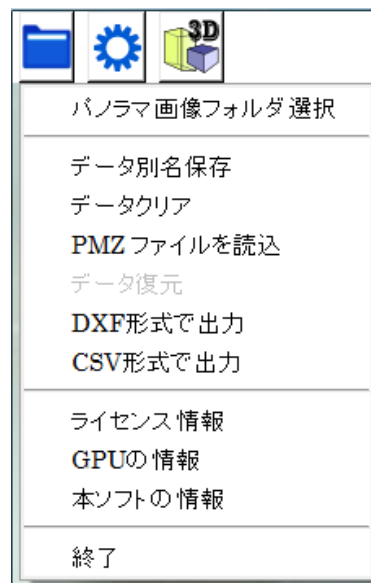 3D
パノラマ画像フォルダ選択
データ別名保存
データクリア
PMZファイルを読込
データ復元
DXF形式で出力
CSV形式で出力
ライセンス情報
GPUの情報
本ソフトの情報
終了